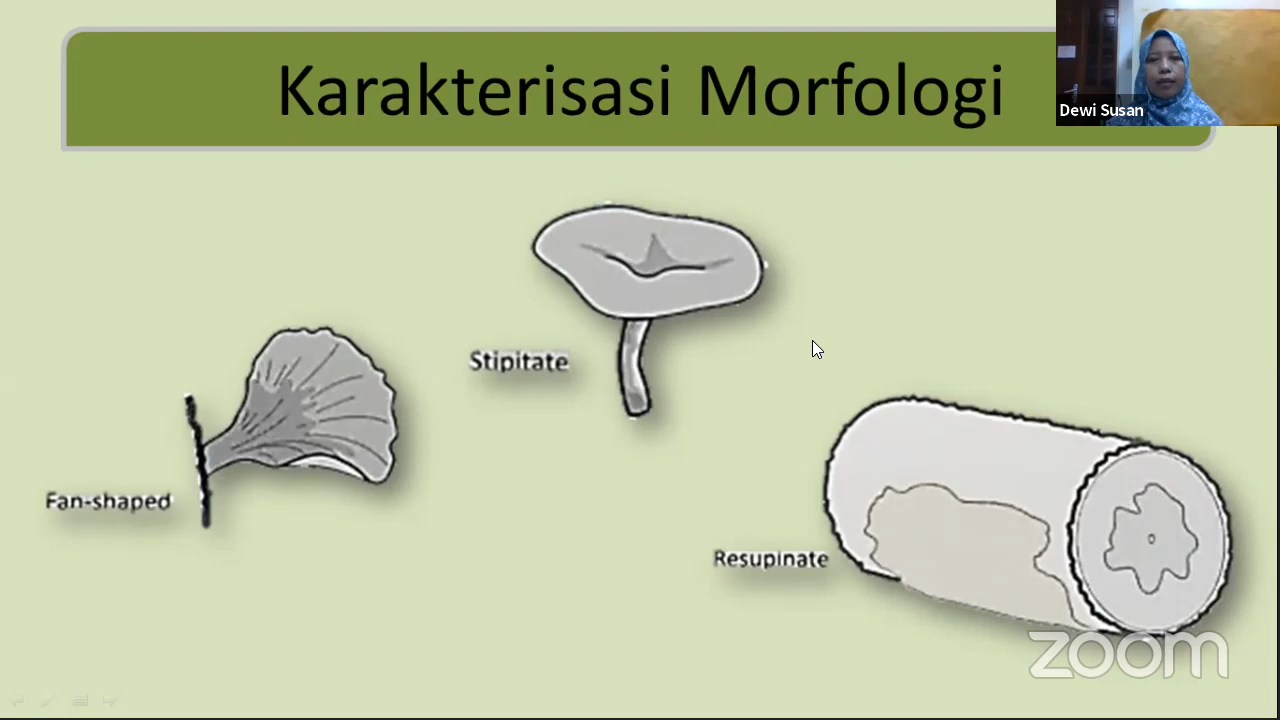 Karakterisasi Morfologi
Dewi Susan
Stipitate
Fan-shaped
Resupinate
zoom